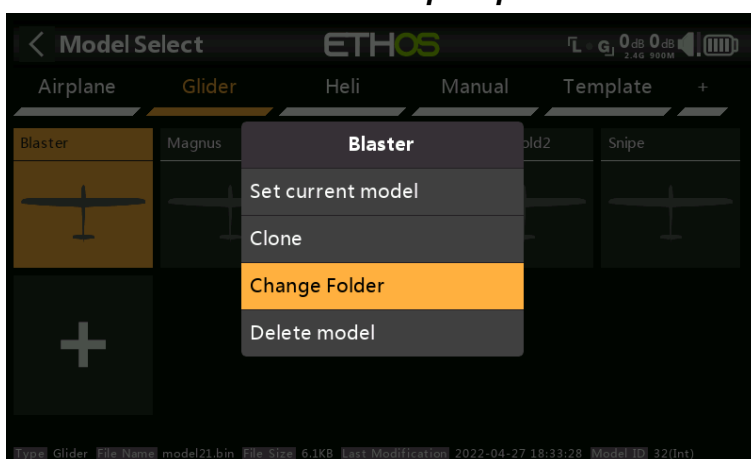 Model Select ETHOS 0dB 0dB
2.4G 900M
Airplane Glider Heli Manual Template +
Blaster Magnus old2 Snipe
Blaster
Set current model
Clone
Change Folder
Delete model
Type Glider File Name model21.bin File Size 6.1KB Last Modification 2022-04-27 18:33:28 Model ID 32(Int)